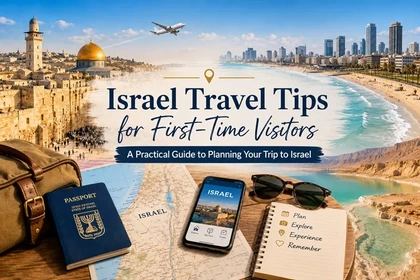 Israel Travel Tips
for First-Time Visitors
A Practical Guide to Planning Your Trip to Israel
PASSPORT
ISRAEL
ISRAEL
Plan
Explore
Experience
Remember